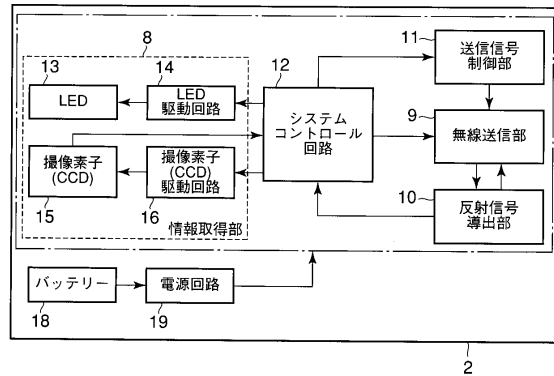 8
13
14
12
11
LED
LED
駆動回路
システム
コントロール
回路
送信信号
制御部
9
無線送信部
撮像素子
(CCD)
撮像素子
(CCD)
駆動回路
15
16
情報取得部
10
反射信号
導出部
バッテリー
電源回路
18
19
2